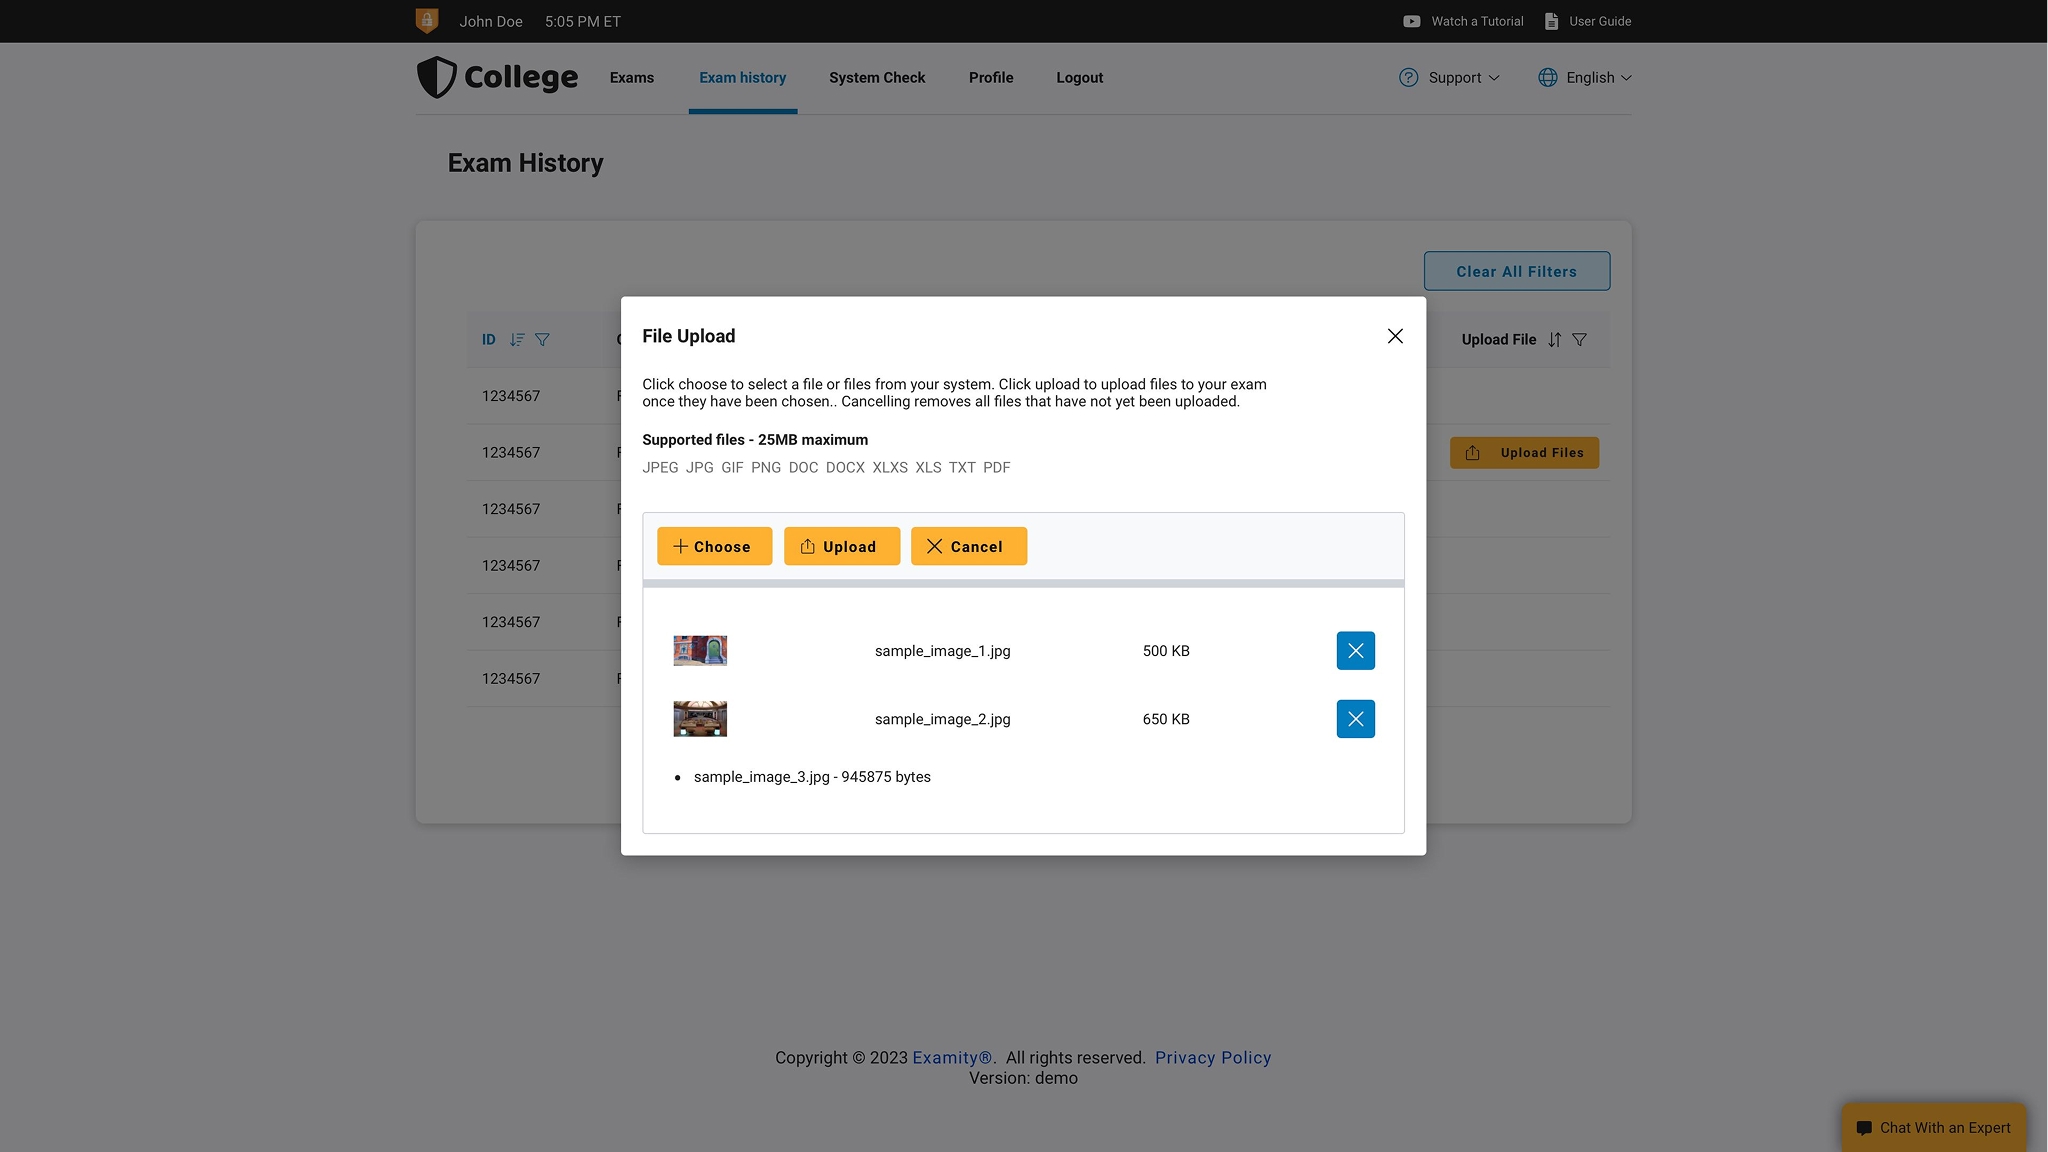 John Doe 5:05 PM ET Watch a Tutorial User Guide
College Exams Exam history System Check Profile Logout Support English
Exam History
Clear All Filters
ID Upload File
1234567
1234567 Upload Files
1234567
1234567
1234567
1234567
File Upload
Click choose to select a file or files from your system. Click upload to upload files to your exam
once they have been chosen.. Cancelling removes all files that have not yet been uploaded.
Supported files - 25MB maximum
JPEG JPG GIF PNG DOC DOCX XLXS XLS TXT PDF
Choose Upload Cancel
sample_image_1.jpg 500 KB
sample_image_2.jpg 650 KB
• sample_image_3.jpg - 945875 bytes
Copyright © 2023 Examity®. All rights reserved. Privacy Policy
Version: demo
Chat With an Expert